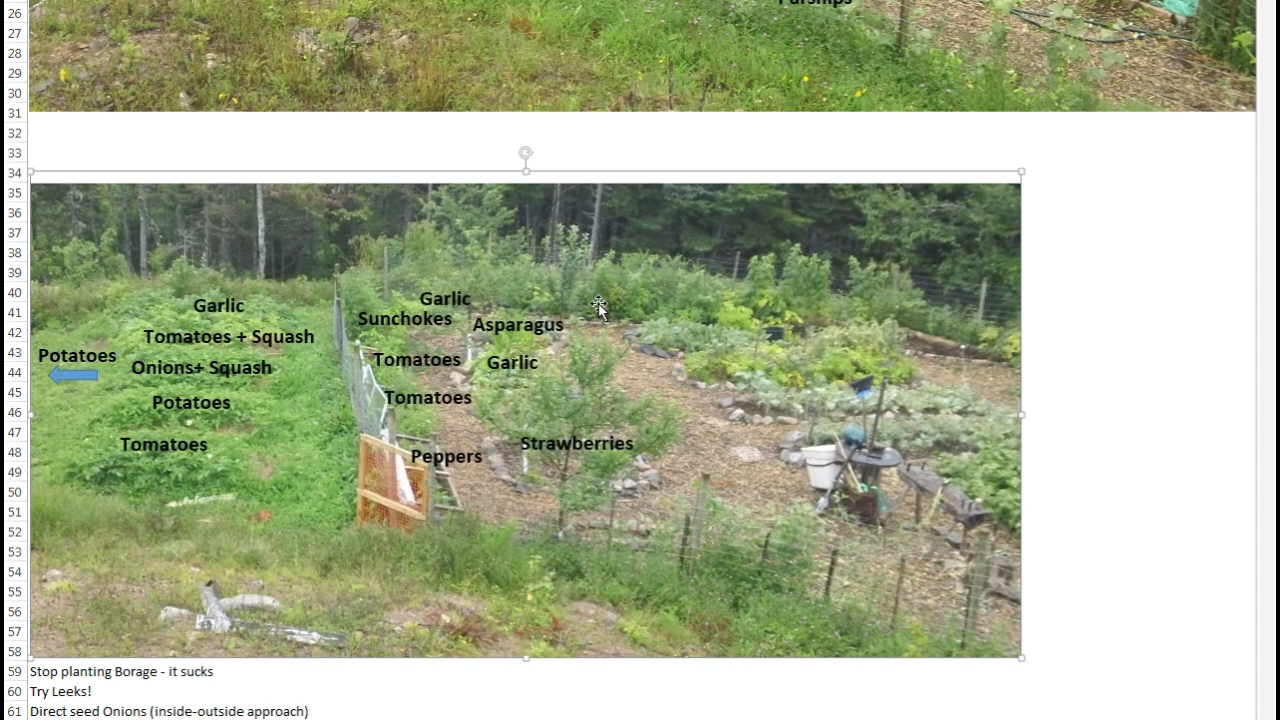 26
Parsnips
27
28
29
30
31
32
33
34
35
36
37
38
39
40
Garlic
Garlic
41
Sunchokes
Asparagus
42
Tomatoes + Squash
43
Potatoes
Tomatoes
Garlic
44
Onions+ Squash
45
Potatoes
Tomatoes
46
47
Tomatoes
Strawberries
48
Peppers
49
50
51
52
53
54
55
56
57
58
59 Stop planting Borage - it sucks
60 Try Leeks!
61 Direct seed Onions (inside-outside approach)